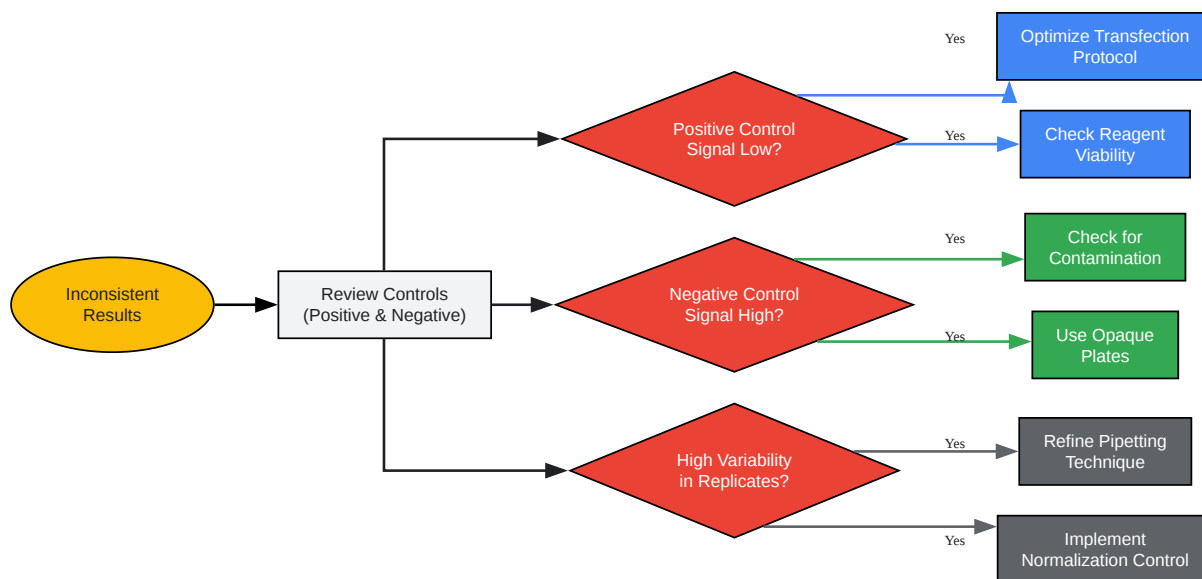 Inconsistent
Results
Review Controls
(Positive & Negative)
Positive Control
Signal Low?
Yes
Optimize Transfection
Protocol
Yes
Check Reagent
Viability
Negative Control
Signal High?
Yes
Check for
Contamination
Yes
Use Opaque
Plates
High Variability
in Replicates?
Yes
Refine Pipetting
Technique
Yes
Implement
Normalization Control